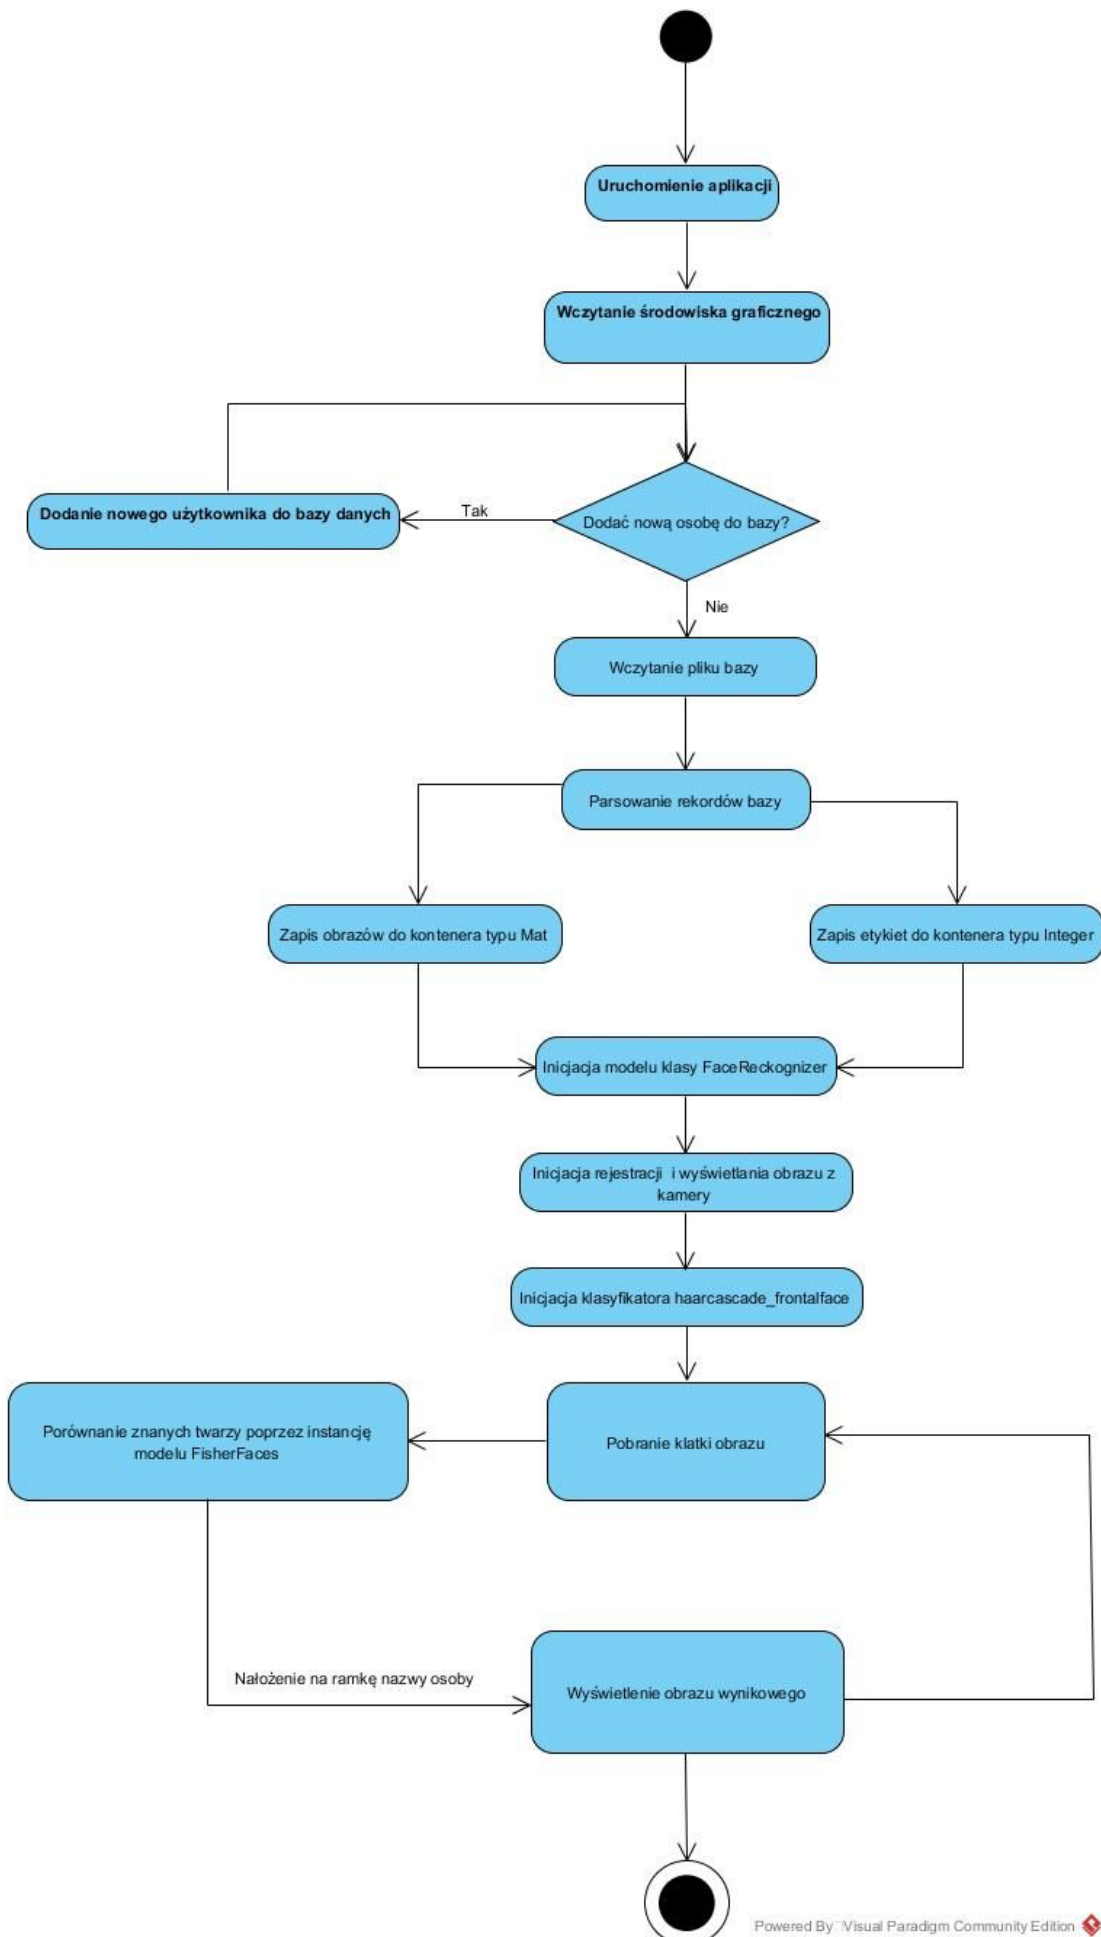 Uruchomienie aplikacji
Wczytanie środowiska graficznego
Dodanie nowego użytkownika do bazy danych
Tak
Dodać nową osobę do bazy?
Nie
Wczytanie pliku bazy
Parsowanie rekordów bazy
Zapis obrazów do kontenera typu Mat
Zapis etykiet do kontenera typu Integer
Inicjacja modelu klasy FaceReckognizer
Inicjacja rejestracji i wyświetlania obrazu z
kamery
Inicjacja klasyfikatora haarcascade_frontalface
Porównanie znanych twarzy poprzez instancję
modelu FisherFaces
Pobranie klatki obrazu
Nałożenie na ramkę nazwy osoby
Wyświetlenie obrazu wynikowego
Powered By Visual Paradigm Community Edition